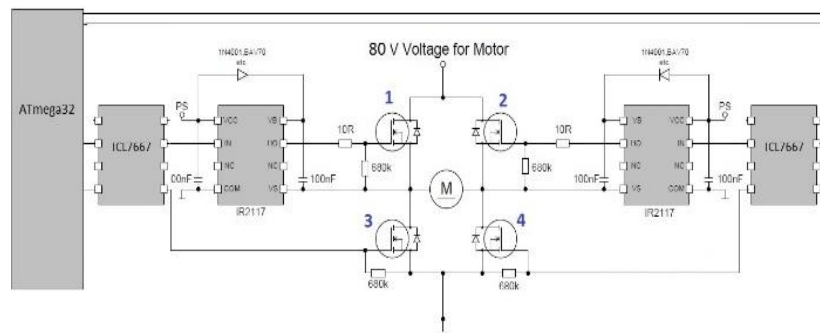 80 V Voltage for Motor
1N4001,BAV70
etc
1N4001,BAV70
etc
ATmega32
PS
PS
1
2
VCC
VB
10R
10R
VB
VCC
ICL7667
IN
HO
HO
IN
ICL7667
NC
NC
680k
680k
NC
NC
00nF
COM
VS
100nF
M
100nF
VS
COM
100nF
IR2117
IR2117
3
4
680k
680k